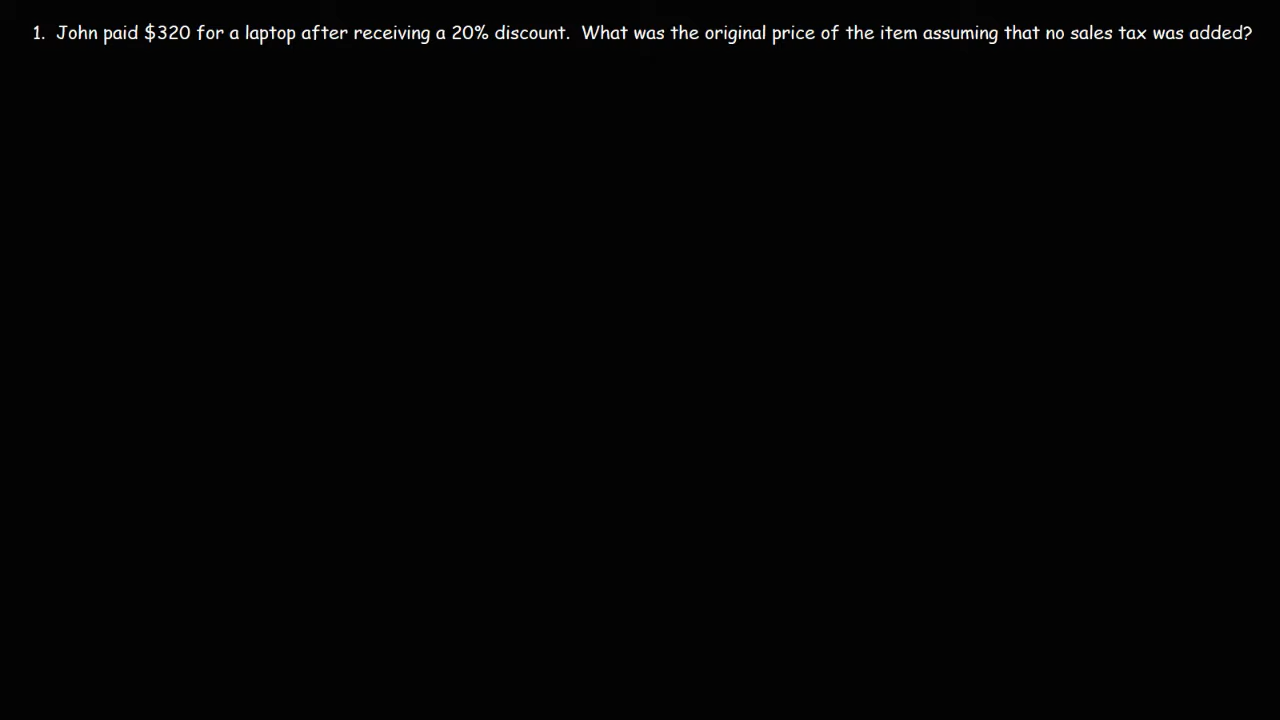 1. John paid $320 for a laptop after receiving a 20% discount. What was the original price of the item assuming that no sales tax was added?